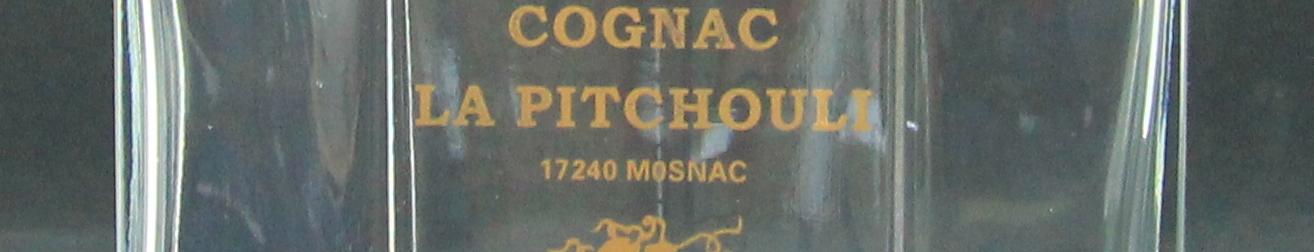 COGNAC
LA PITCHOULI
17240 MOSNAC